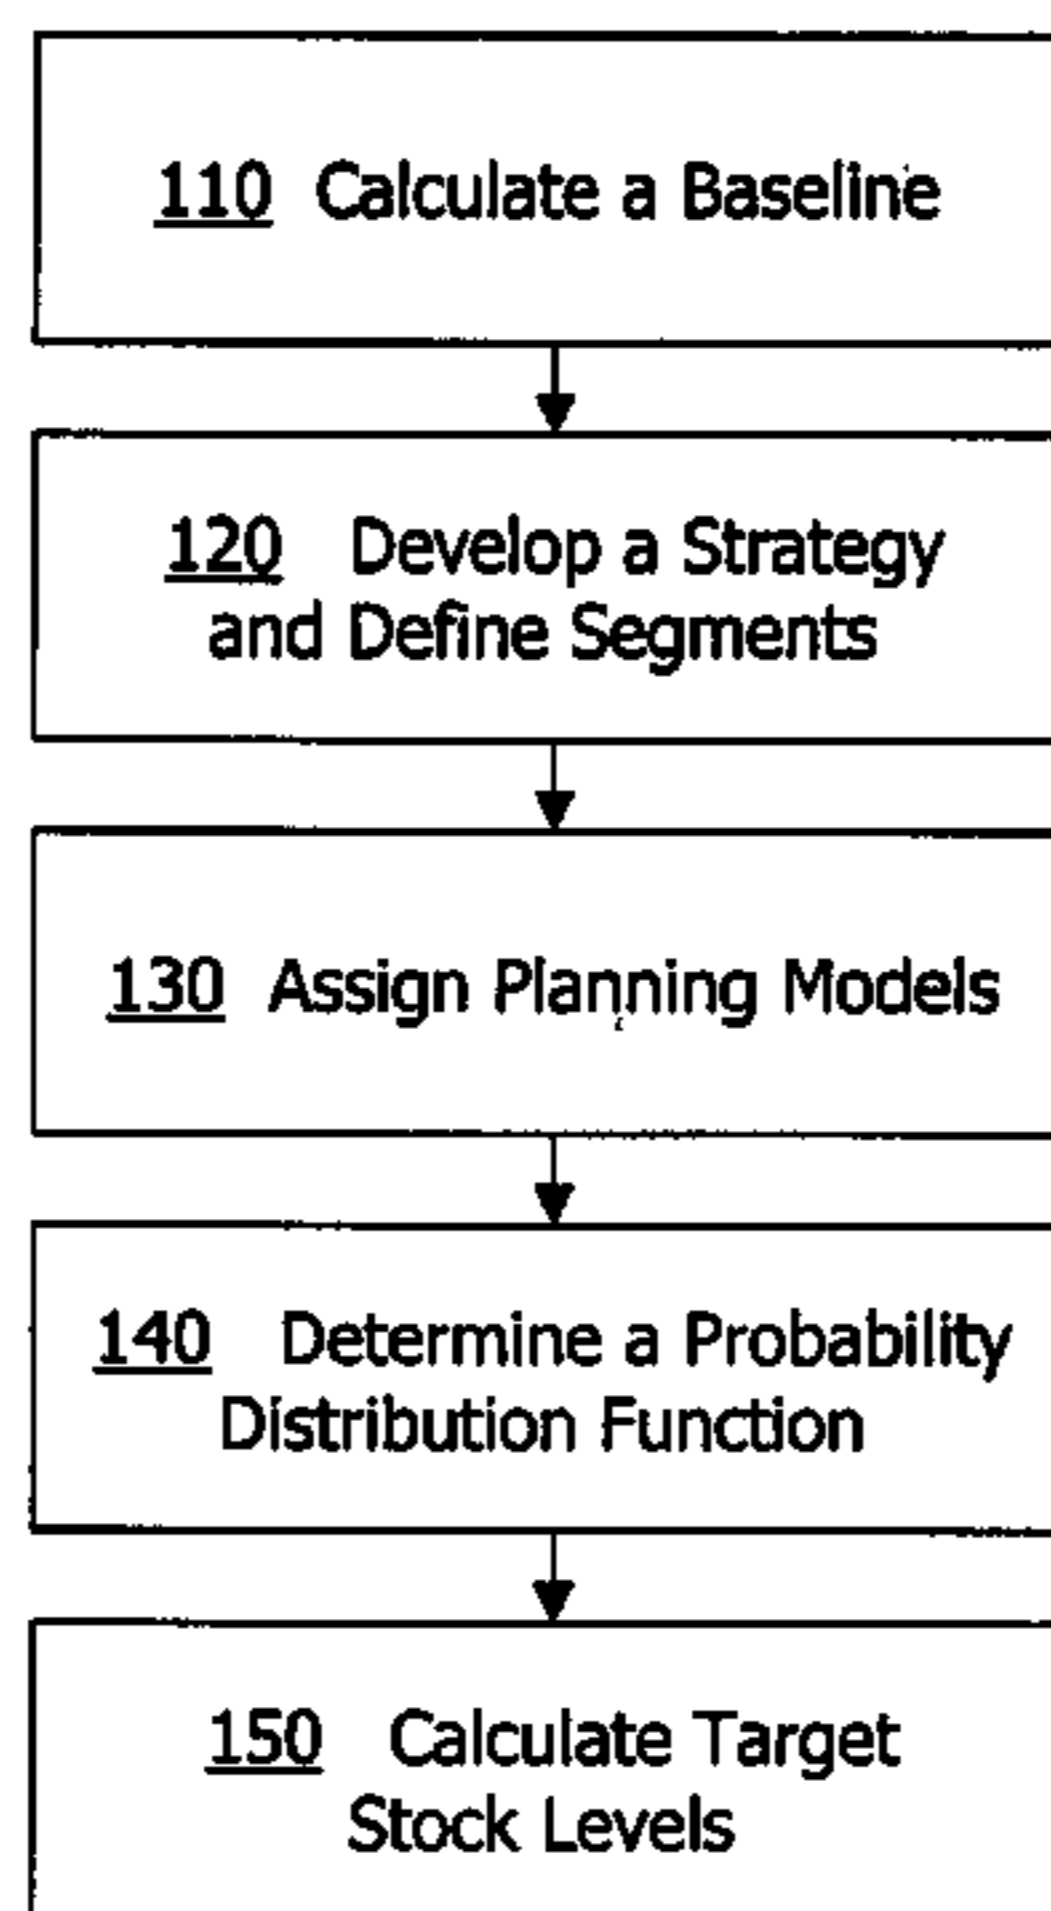 110 Calculate a Baseline
120 Develop a Strategy
and Define Segments
130 Assign Planning Models
140 Determine a Probability
Distribution Function
150 Calculate Target
Stock Levels